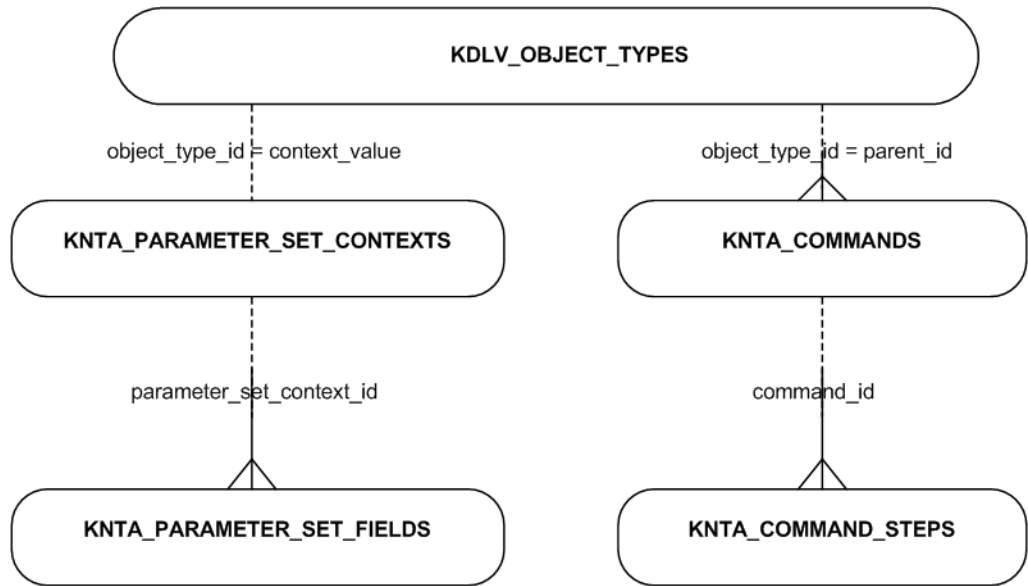 KDLV_OBJECT_TYPES
object_type_id = context_value
object_type_id = parent_id
KNTA_PARAMETER_SET_CONTEXTS
KNTA_COMMANDS
parameter_set_context_id
command_id
KNTA_PARAMETER_SET_FIELDS
KNTA_COMMAND_STEPS